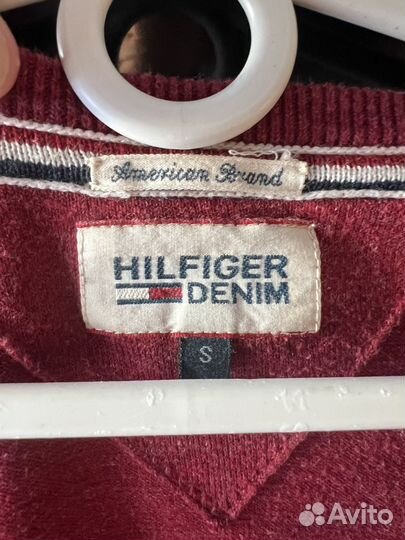 American Brand
HILFIGER
DENIM
S
Avito